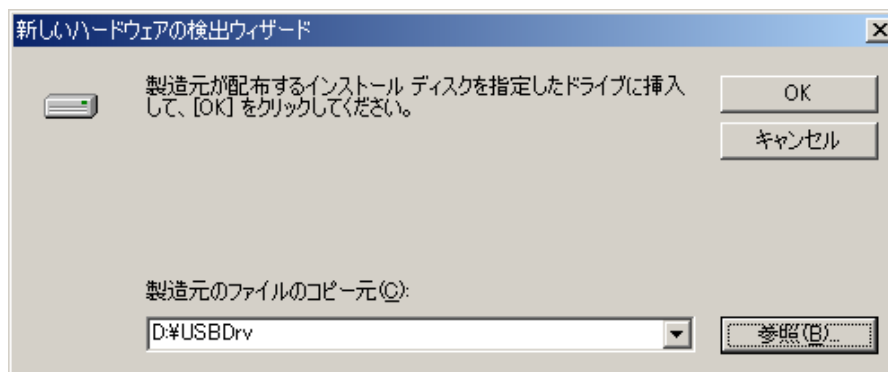 新しいハードウェアの検出ウィザード
製造元が配布するインストール ディスクを指定したドライブに挿入
して、[OK] をクリックしてください。
OK
キャンセル
製造元のファイルのコピー元(C):
D:¥USBDrv
参照(B)...